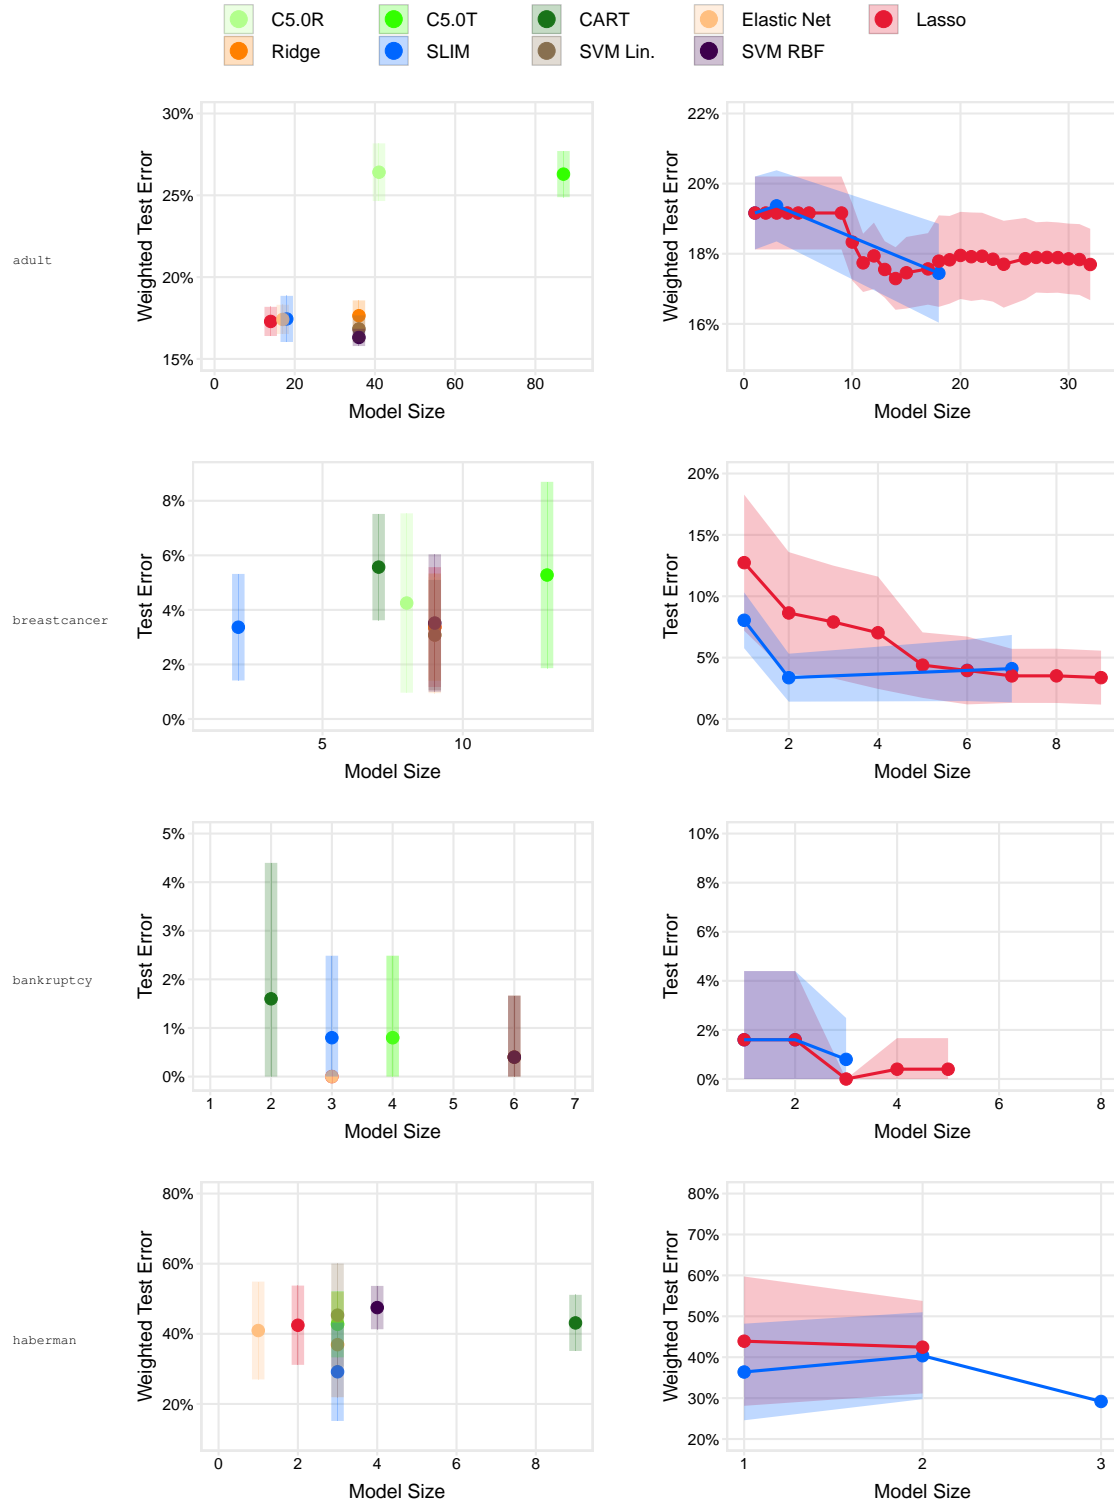 C5.0R C5.0T CART Elastic Net Lasso
Ridge SLIM SVM Lin. SVM RBF
adult
Weighted Test Error
30%
25%
20%
15%
0 20 40 60 80
Model Size
Weighted Test Error
22%
20%
18%
16%
0 10 20 30
Model Size
breastcancer
Test Error
8%
6%
4%
2%
0%
5 10
Model Size
Test Error
20%
15%
10%
5%
0%
2 4 6 8
Model Size
bankruptcy
Test Error
5%
4%
3%
2%
1%
0%
1 2 3 4 5 6 7
Model Size
Test Error
10%
8%
6%
4%
2%
0%
2 4 6 8
Model Size
haberman
Weighted Test Error
80%
60%
40%
20%
0 2 4 6 8
Model Size
Weighted Test Error
80%
70%
60%
50%
40%
30%
20%
1 2 3
Model Size